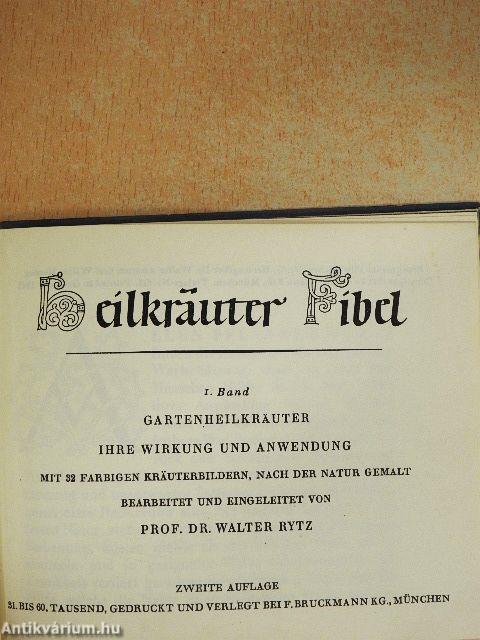 Heilkräuter Fibel
1. Band
GARTENHEILKRÄUTER
IHRE WIRKUNG UND ANWENDUNG
MIT 32 FARBIGEN KRÄUTERBILDERN, NACH DER NATUR GEMALT
BEARBEITET UND EINGELEITET VON
PROF. DR. WALTER RYTZ
ZWEITE AUFLAGE
31. BIS 60. TAUSEND, GEDRUCKT UND VERLEGT BEI F. BRUCKMANN KG., MÜNCHEN
Antikvárium.hu